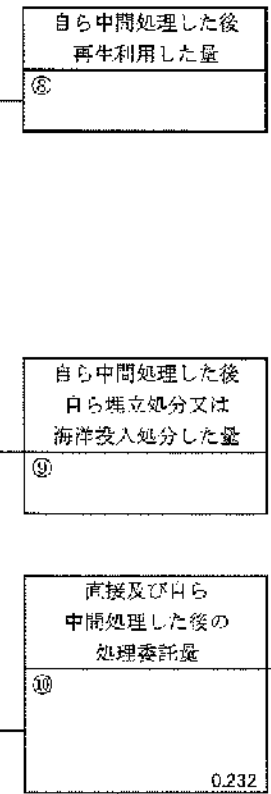 自ら中間処理した後
再生利用した量
⑧
自ら中間処理した後
自ら埋立処分又は
海洋投入処分した量
⑨
直接及び自ら
中間処理した後の
処理委託量
⑩
0.232